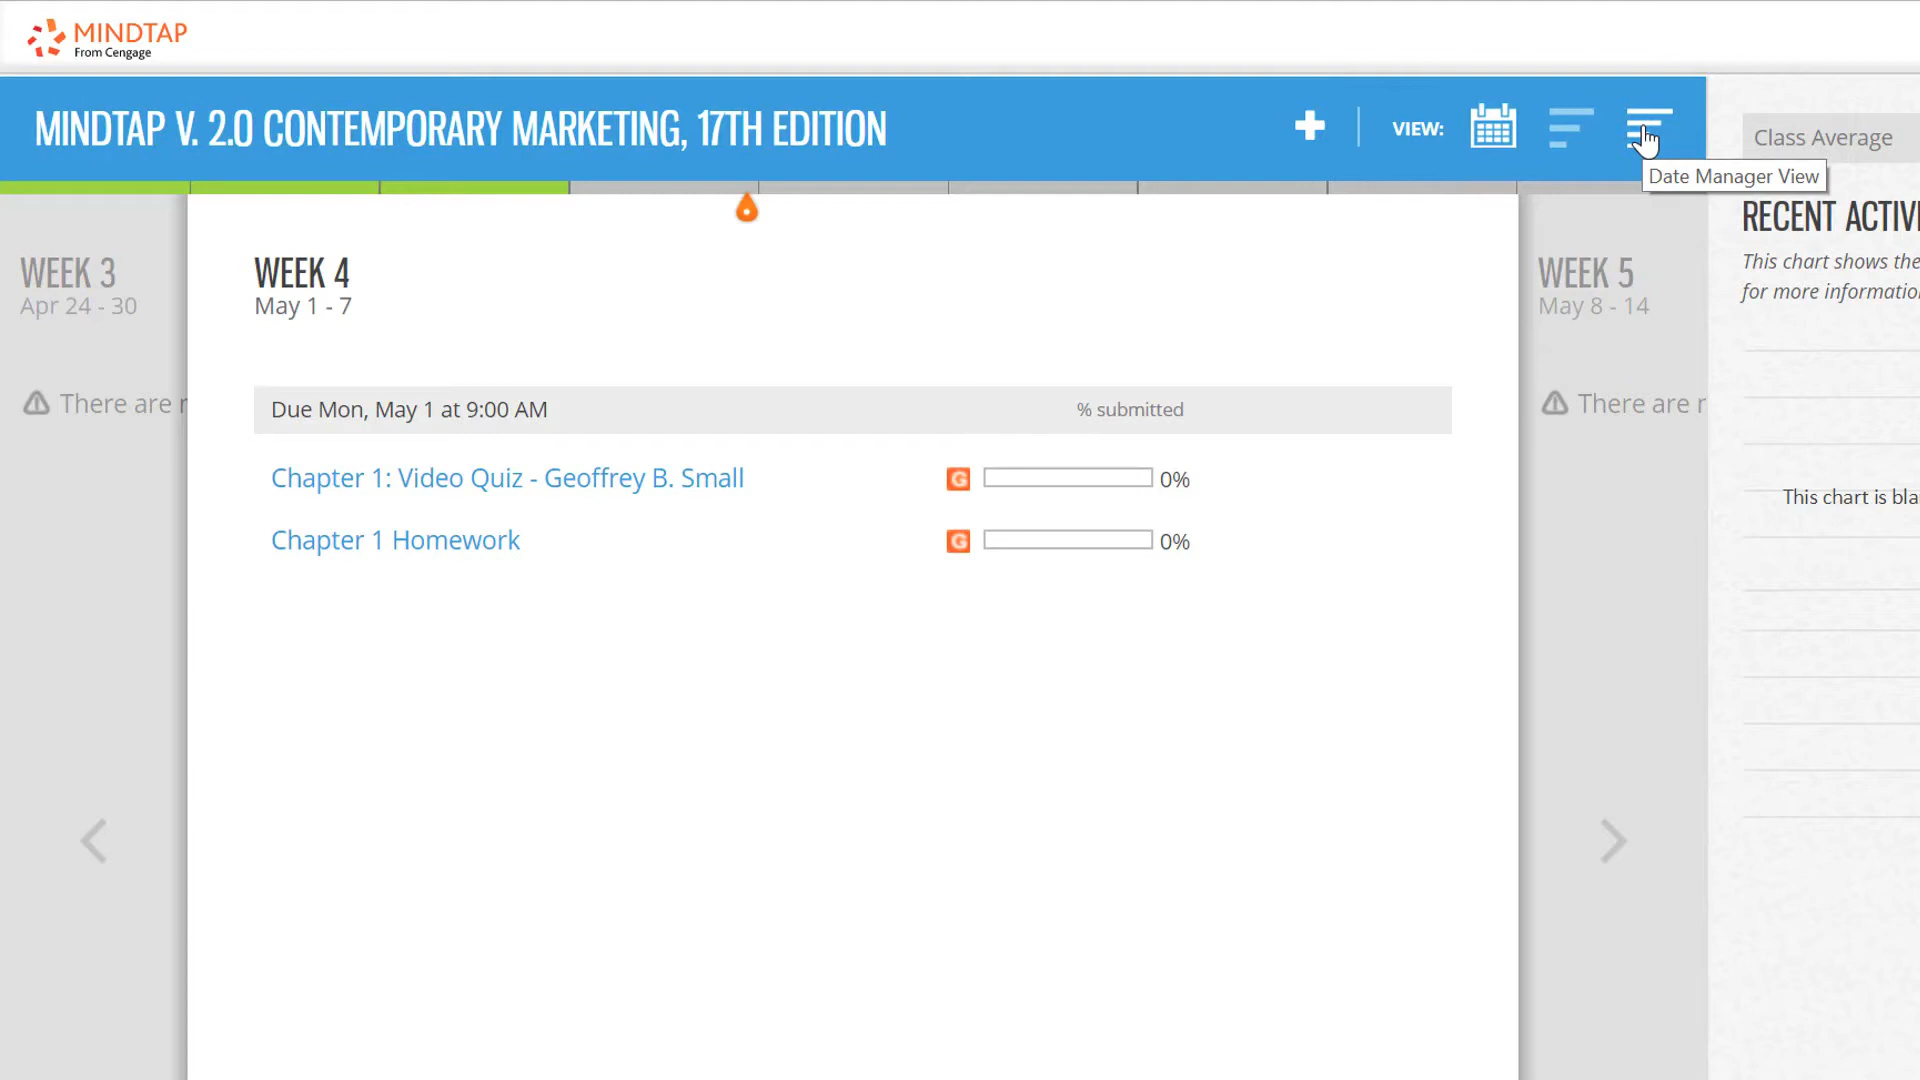 MINDTAP
From Cengage
MINDTAP V. 2.0 CONTEMPORARY MARKETING, 17TH EDITION
VIEW:
Class Average
Date Manager View
RECENT ACTIV
This chart shows the
for more information
WEEK 3
Apr 24 - 30
WEEK 4
May 1 - 7
WEEK 5
May 8 - 14
There are
Due Mon, May 1 at 9:00 AM
% submitted
There are
Chapter 1: Video Quiz - Geoffrey B. Small
G
0%
This chart is bla
Chapter 1 Homework
G
0%